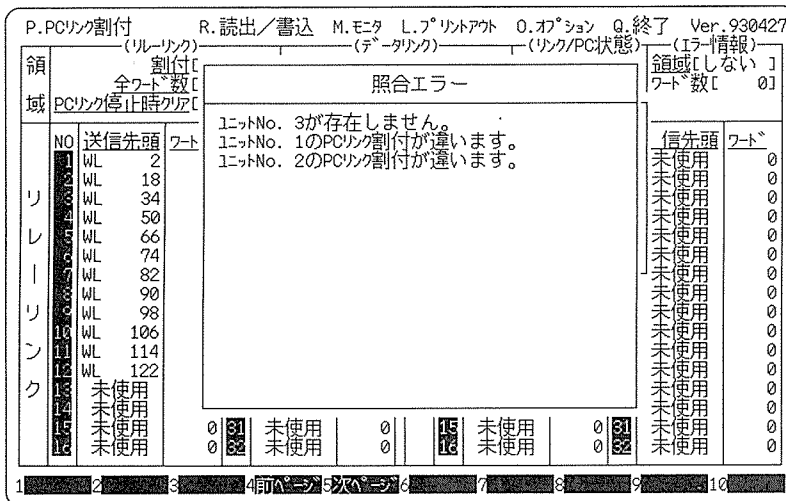 P.PCﾘﾝｸ割付 R.読出／書込 M.ﾓﾆﾀ L.ﾌﾟﾘﾝﾄｱｳﾄ O.ｵﾌﾟｼｮﾝ Q.終了 Ver.930427
(ﾘﾚｰﾘﾝｸ) (ﾃﾞｰﾀﾘﾝｸ) (ﾘﾝｸ/PC状態) (ｴﾗｰ情報)
領域
割付[
全ﾜｰﾄﾞ数[
PCﾘﾝｸ停止時ｸﾘｱ[
領域[しない ]
ﾜｰﾄﾞ数[ 0]
照合エラー
ﾕﾆｯﾄNo. 3が存在しません。
ﾕﾆｯﾄNo. 1のPCﾘﾝｸ割付が違います。
ﾕﾆｯﾄNo. 2のPCﾘﾝｸ割付が違います。
リレーリンク
NO 送信先頭 ﾜｰﾄ 信先頭 ﾜｰﾄﾞ
1 WL 2 未使用 0
2 WL 18 未使用 0
3 WL 34 未使用 0
4 WL 50 未使用 0
5 WL 66 未使用 0
6 WL 74 未使用 0
7 WL 82 未使用 0
8 WL 90 未使用 0
9 WL 98 未使用 0
10 WL 106 未使用 0
11 WL 114 未使用 0
12 WL 122 未使用 0
13 未使用 未使用 0
14 未使用 未使用 0
15 未使用 0 31 未使用 0 15 未使用 0 31 未使用 0
16 未使用 0 32 未使用 0 16 未使用 0 32 未使用 0
1 2 3 4前ﾍﾟｰｼﾞ 5次ﾍﾟｰｼﾞ 6 7 8 9 10